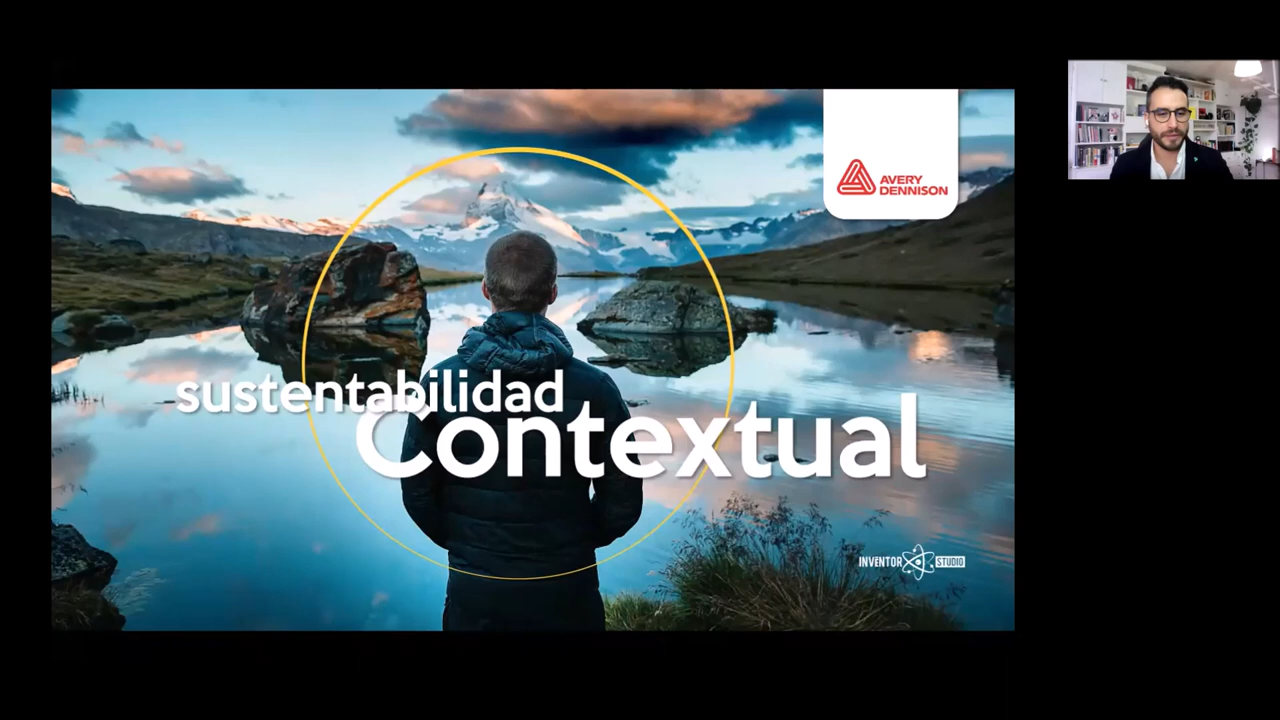 AVERY
DENNISON
sustentabilidad
Contextual
INVENTOR STUDIO